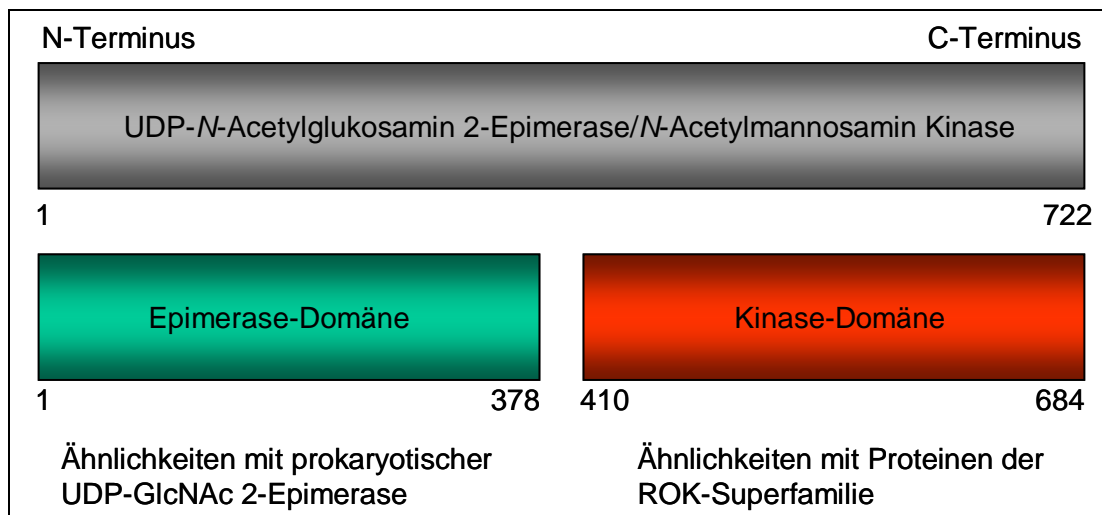 N-Terminus C-Terminus
UDP-N-Acetylglukosamin 2-Epimerase/N-Acetylmannosamin Kinase
1 722
Epimerase-Domäne Kinase-Domäne
1 378 410 684
Ähnlichkeiten mit prokaryotischer
UDP-GlcNAc 2-Epimerase
Ähnlichkeiten mit Proteinen der
ROK-Superfamilie